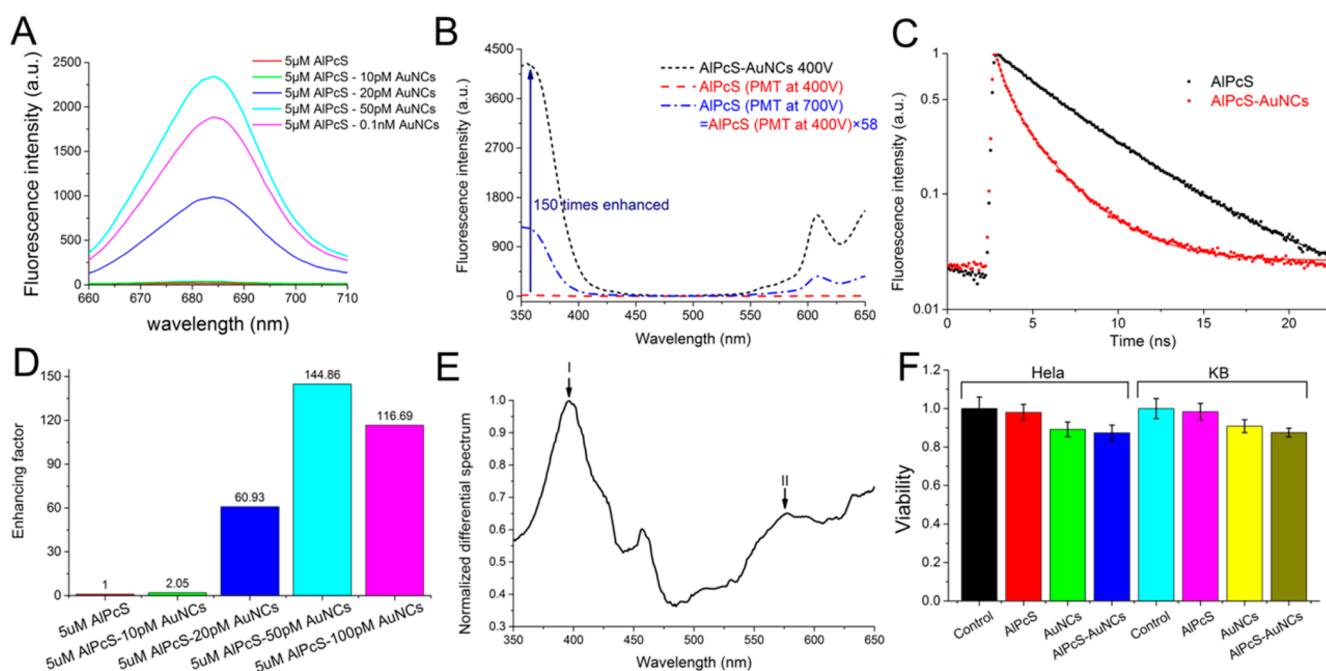 A
Fluorescence intensity (a.u.)
2500
2000
1500
1000
500
0
660
670
680
690
700
710
wavelength (nm)
5μM AlPcS
5μM AlPcS - 10pM AuNCs
5μM AlPcS - 20pM AuNCs
5μM AlPcS - 50pM AuNCs
5μM AlPcS - 0.1nM AuNCs
B
Fluorescence intensity (a.u.)
4500
3600
2700
1800
900
0
350
400
450
500
550
600
650
Wavelength (nm)
AlPcS-AuNCs 400V
AlPcS (PMT at 400V)
AlPcS (PMT at 700V)
=AlPcS (PMT at 400V)×58
150 times enhanced
C
Fluorescence intensity (a.u.)
1
0.5
0.1
0.01
0
5
10
15
20
Time (ns)
AlPcS
AlPcS-AuNCs
D
Enhancing factor
150
120
90
60
30
0
1
2.05
60.93
144.86
116.69
5uM AlPcS
5uM AlPcS-10pM AuNCs
5uM AlPcS-20pM AuNCs
5uM AlPcS-50pM AuNCs
5uM AlPcS-100pM AuNCs
E
Normalized differential spectrum
1.0
0.9
0.8
0.7
0.6
0.5
0.4
0.3
350
400
450
500
550
600
650
Wavelength (nm)
I
II
F
Viability
1.2
1.0
0.8
0.6
0.4
0.2
0.0
Hela
KB
Control
AlPcS
AuNCs
AlPcS-AuNCs
Control
AlPcS
AuNCs
AlPcS-AuNCs